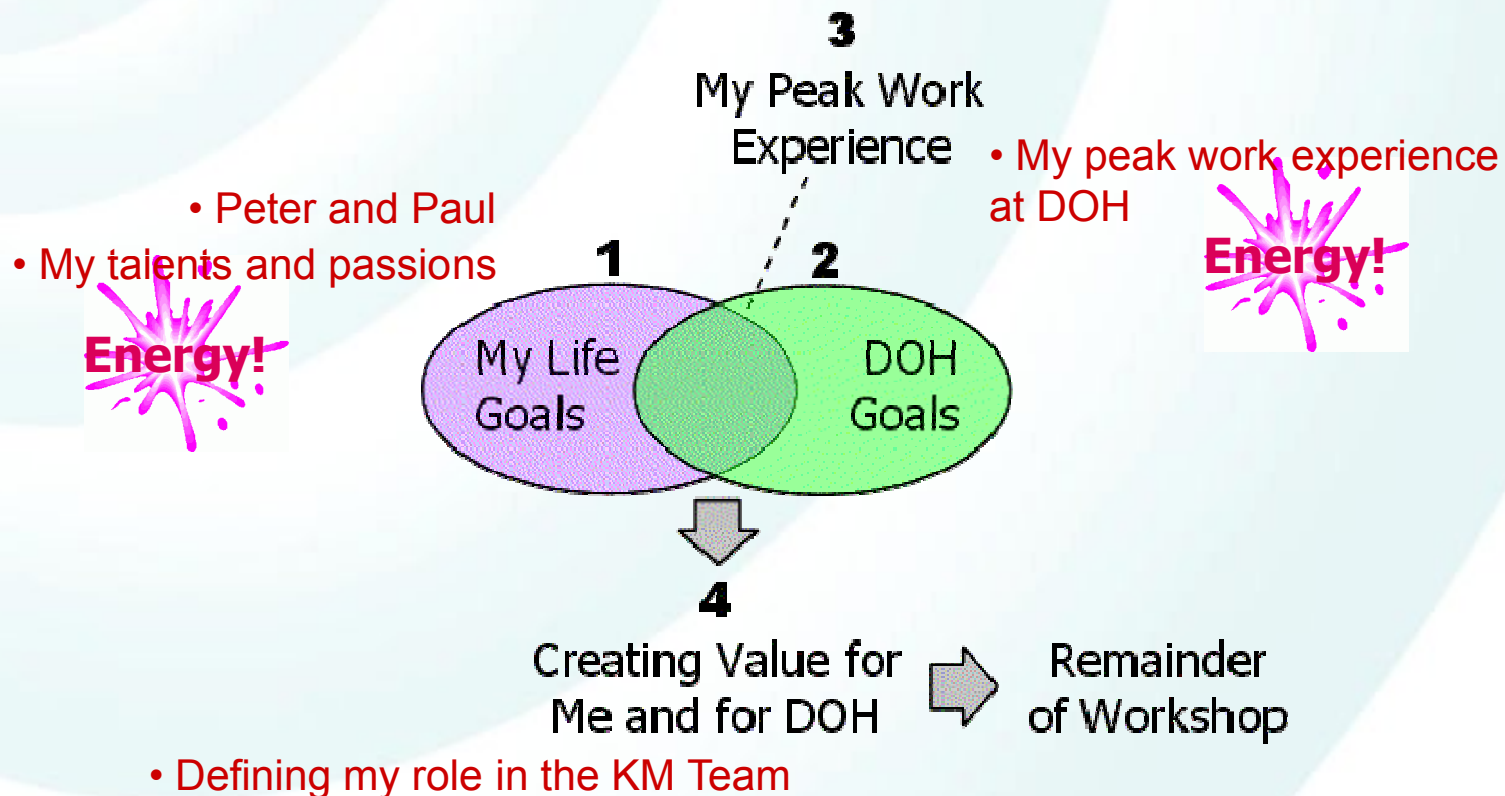 3
My Peak Work
Experience
• My peak work experience
at DOH
Energy!
• Peter and Paul
• My talents and passions
Energy!
1
2
My Life
Goals
DOH
Goals
4
Creating Value for
Me and for DOH
Remainder
of Workshop
• Defining my role in the KM Team